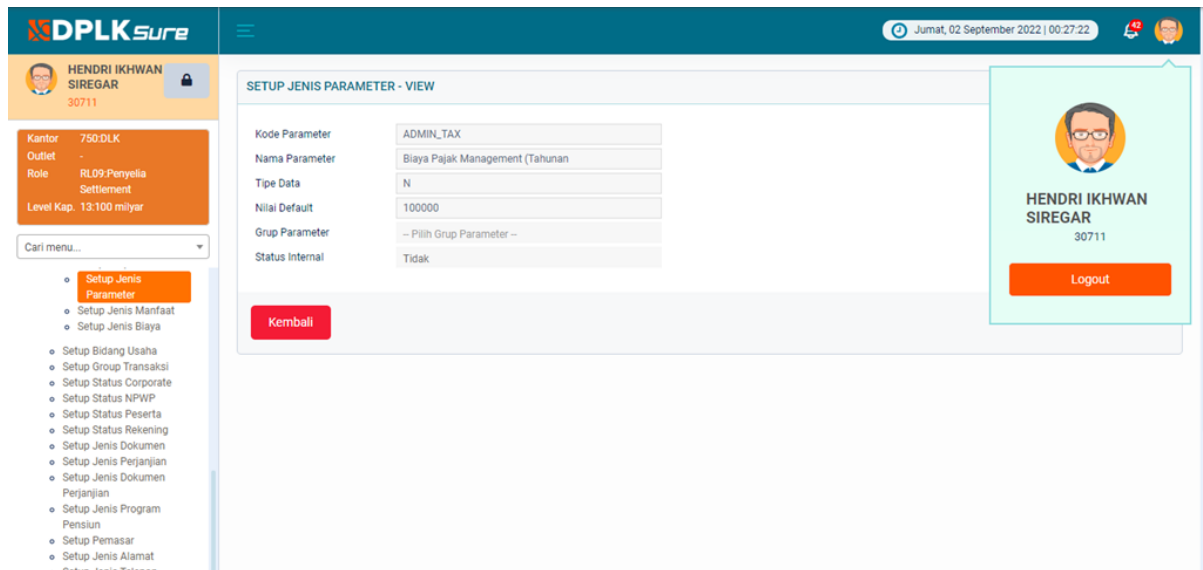 DPLKSure
Jumat, 02 September 2022 | 00:27:22
42
HENDRI IKHWAN
SIREGAR
30711
Kantor 750:DLK
Outlet -
Role RL09:Penyelia
Settlement
Level Kap. 13:100 milyar
Cari menu...
Setup Jenis
Parameter
Setup Jenis Manfaat
Setup Jenis Biaya
Setup Bidang Usaha
Setup Group Transaksi
Setup Status Corporate
Setup Status NPWP
Setup Status Peserta
Setup Status Rekening
Setup Jenis Dokumen
Setup Jenis Perjanjian
Setup Jenis Dokumen
Perjanjian
Setup Jenis Program
Pensiun
Setup Pemasar
Setup Jenis Alamat
SETUP JENIS PARAMETER - VIEW
Kode Parameter ADMIN_TAX
Nama Parameter Biaya Pajak Management (Tahunan
Tipe Data N
Nilai Default 100000
Grup Parameter -- Pilih Grup Parameter --
Status Internal Tidak
Kembali
HENDRI IKHWAN
SIREGAR
30711
Logout